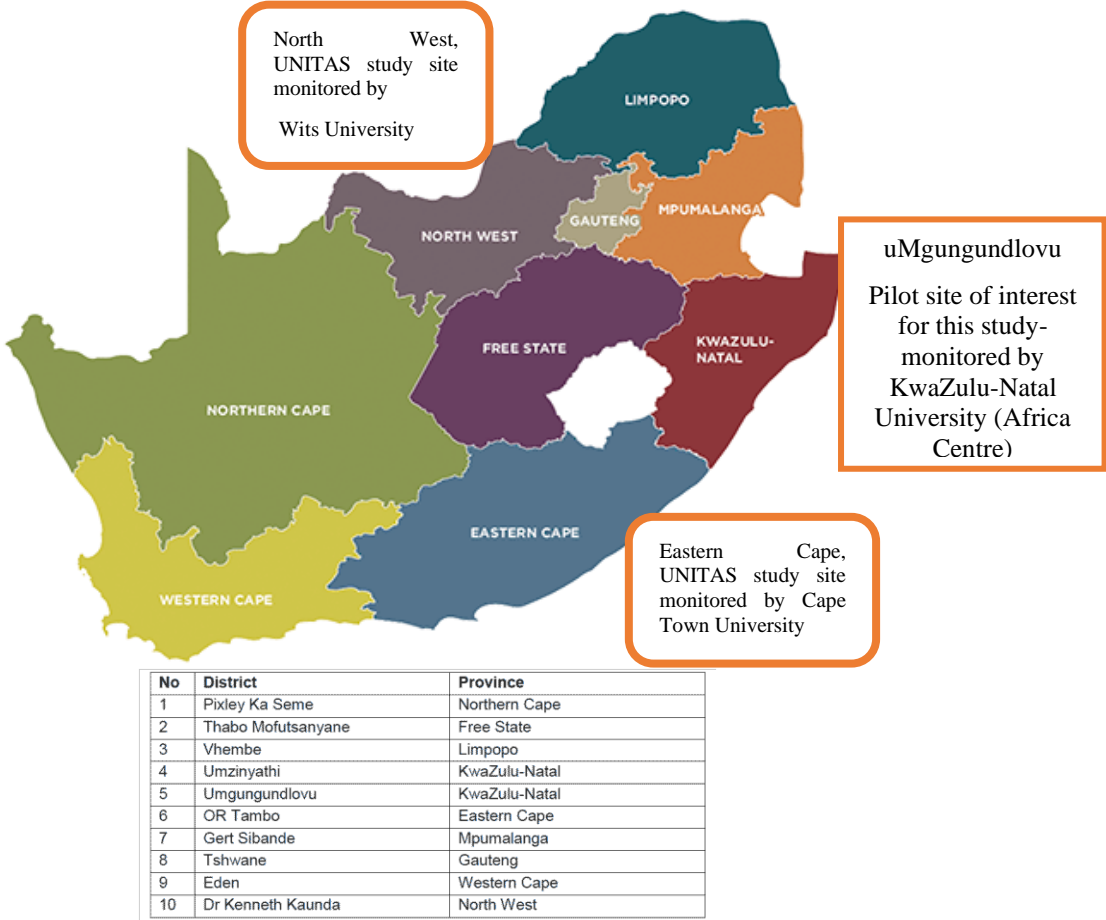 North West,
UNITAS study site
monitored by
Wits University
LIMPOPO
MPUMALANGA
GAUTENG
NORTH WEST
uMgungundlovu
Pilot site of interest
for this study-
monitored by
KwaZulu-Natal
University (Africa
Centre)
FREE STATE
KWAZULU-
NATAL
NORTHERN CAPE
EASTERN CAPE
Eastern Cape,
UNITAS study site
monitored by Cape
Town University
WESTERN CAPE
No District Province
1 Pixley Ka Seme Northern Cape
2 Thabo Mofutsanyane Free State
3 Vhembe Limpopo
4 Umzinyathi KwaZulu-Natal
5 Umgungundlovu KwaZulu-Natal
6 OR Tambo Eastern Cape
7 Gert Sibande Mpumalanga
8 Tshwane Gauteng
9 Eden Western Cape
10 Dr Kenneth Kaunda North West